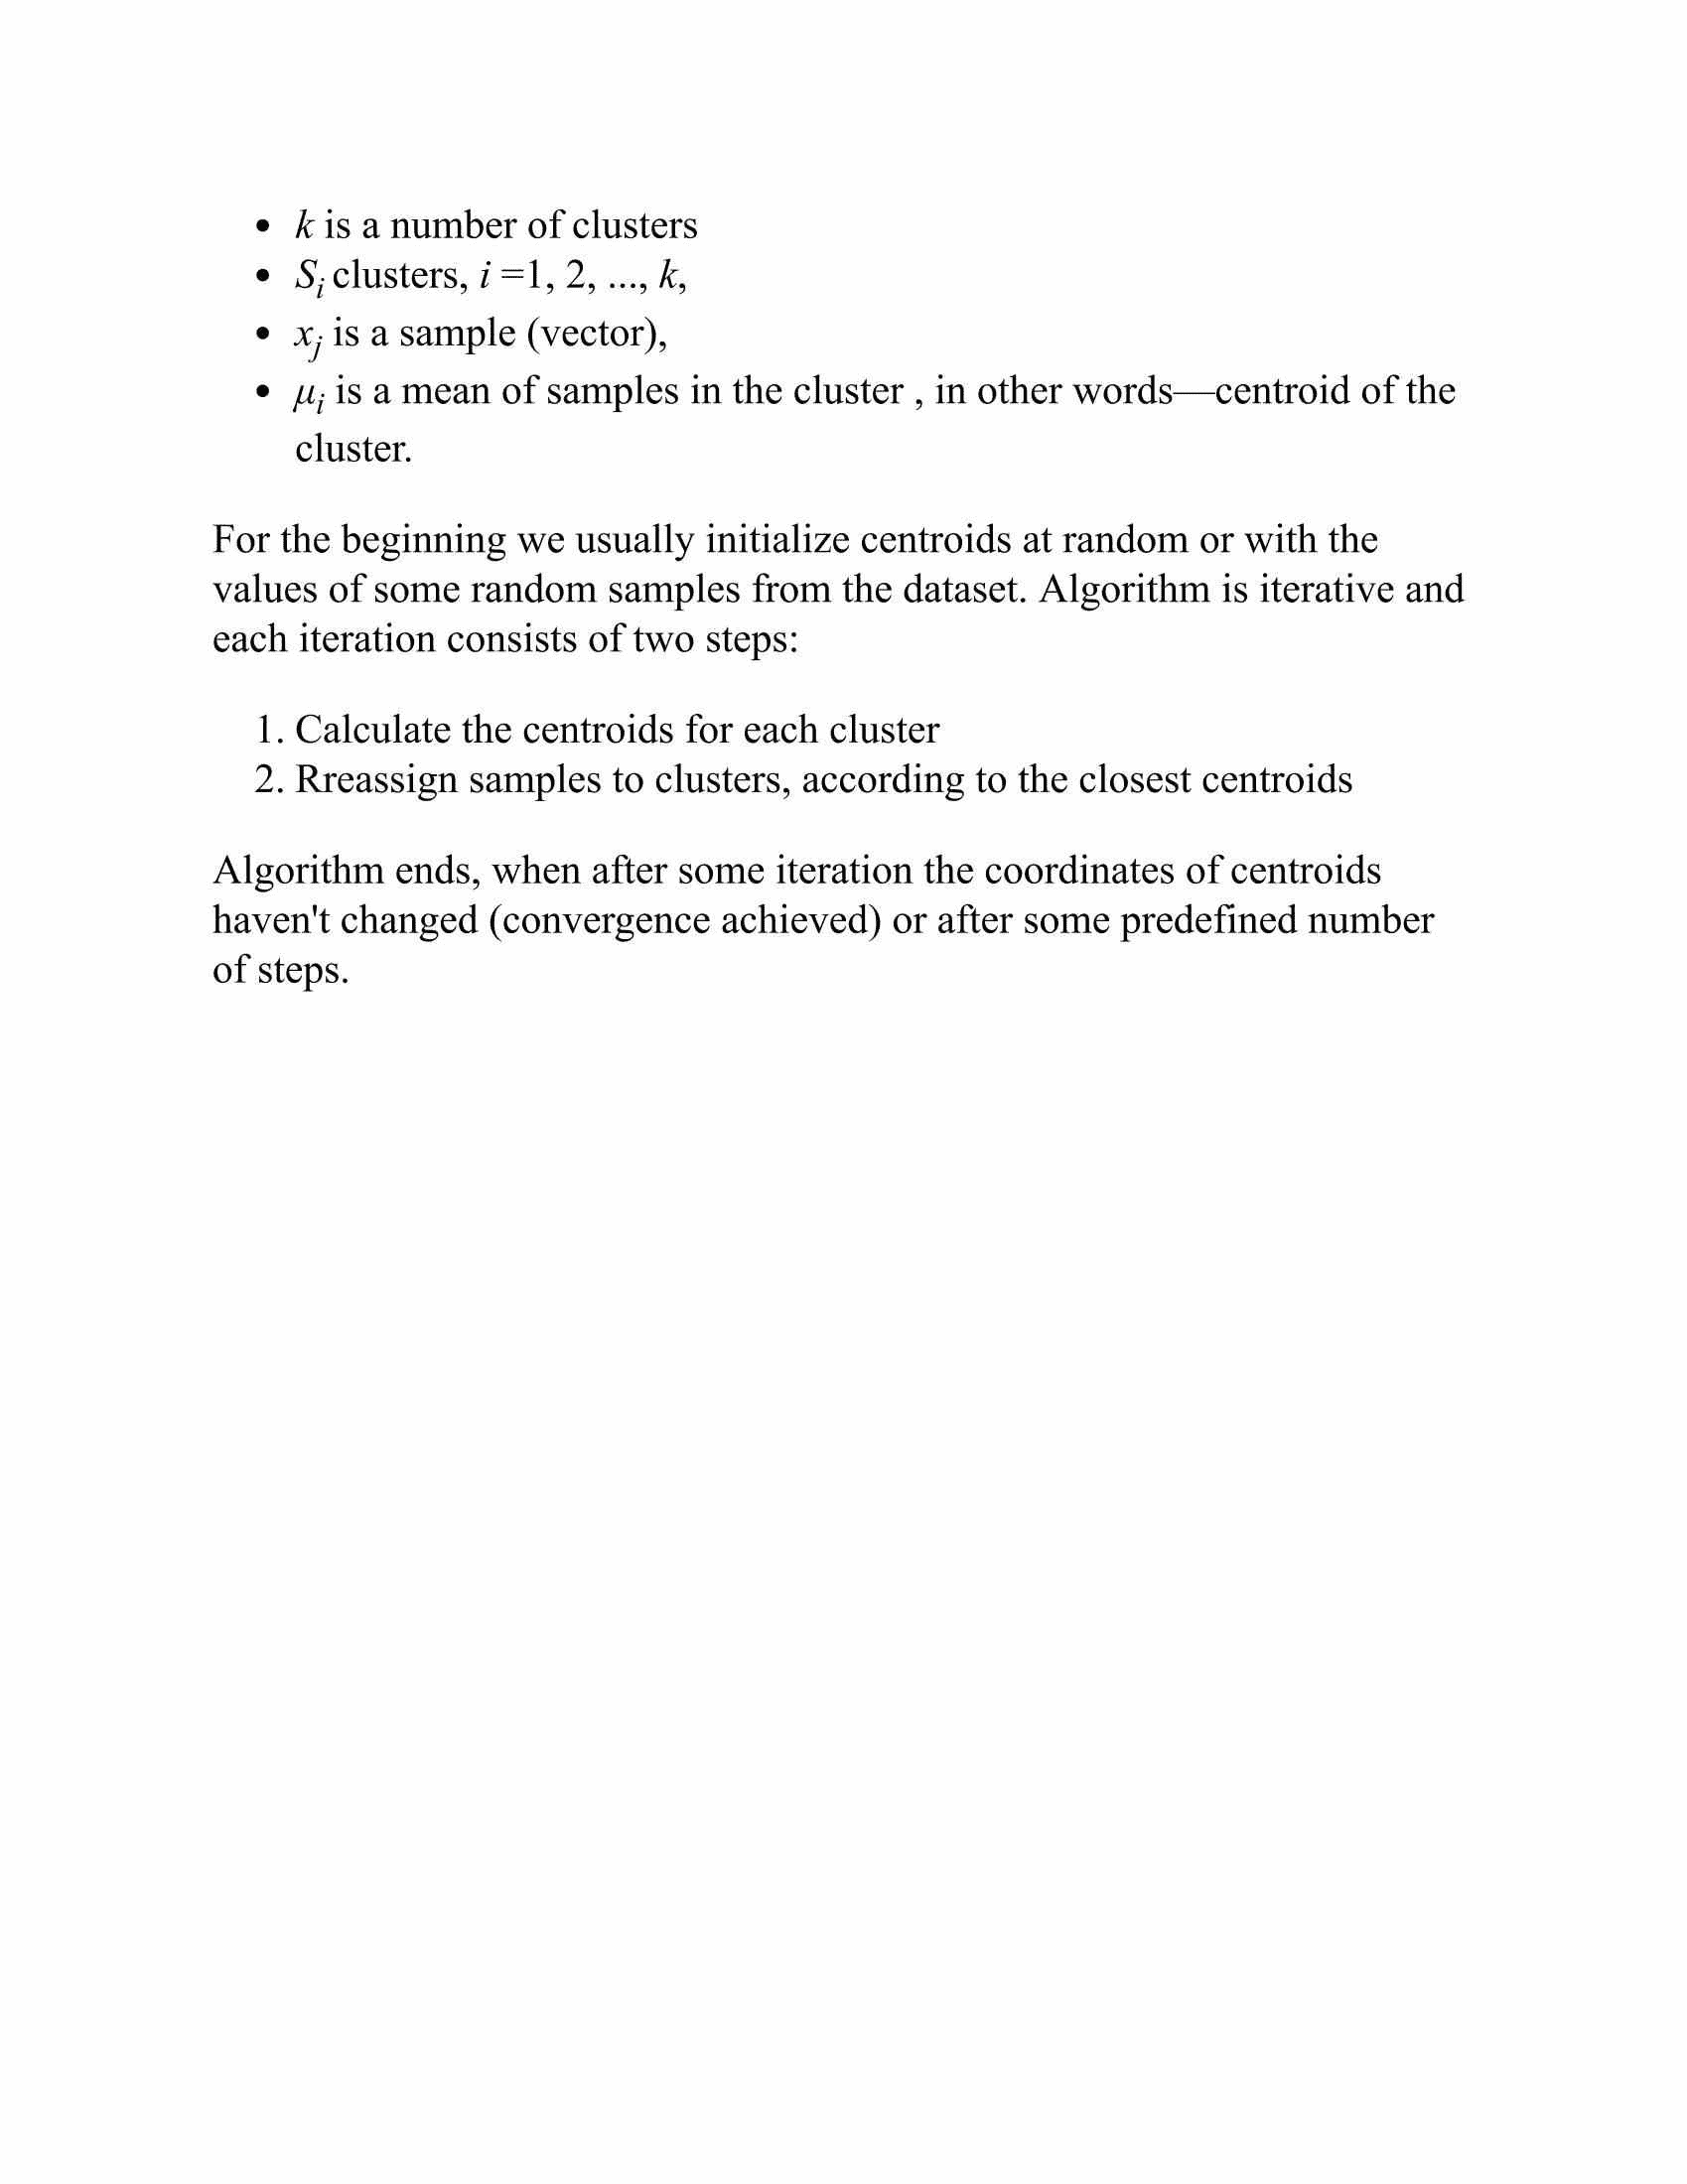 • k is a number of clusters
• Sᵢ clusters, i =1, 2, ..., k,
• xⱼ is a sample (vector),
• μᵢ is a mean of samples in the cluster , in other words—centroid of the
cluster.
For the beginning we usually initialize centroids at random or with the
values of some random samples from the dataset. Algorithm is iterative and
each iteration consists of two steps:
1. Calculate the centroids for each cluster
2. Rreassign samples to clusters, according to the closest centroids
Algorithm ends, when after some iteration the coordinates of centroids
haven't changed (convergence achieved) or after some predefined number
of steps.